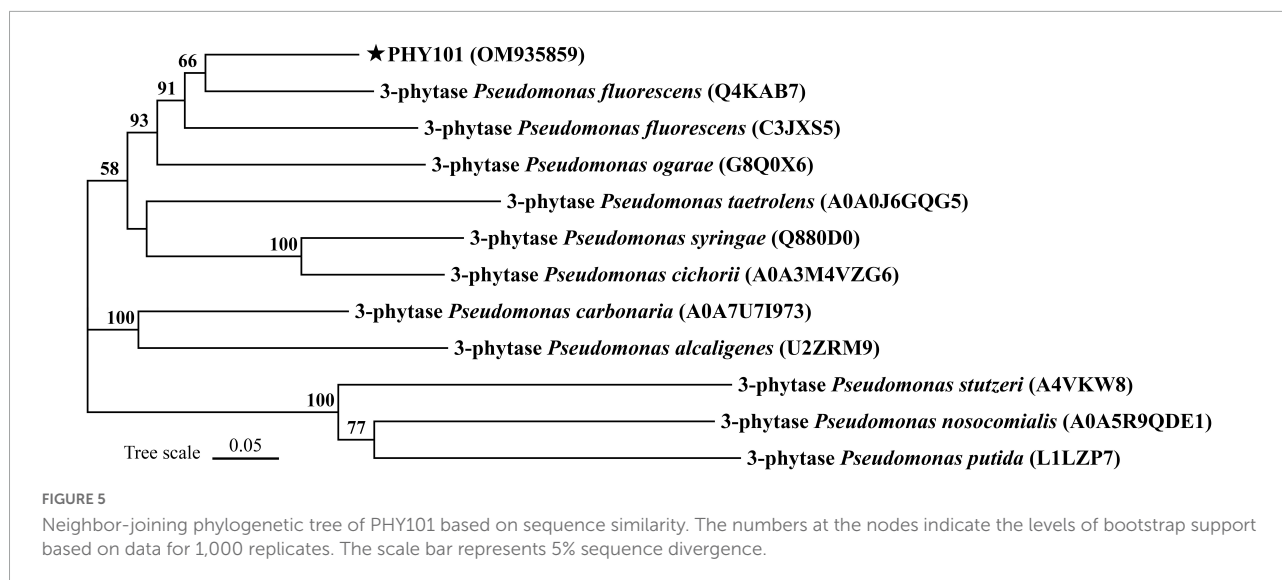 66
★PHY101 (OM935859)
91
3-phytase Pseudomonas fluorescens (Q4KAB7)
93
3-phytase Pseudomonas fluorescens (C3JXS5)
58
3-phytase Pseudomonas ogarae (G8Q0X6)
3-phytase Pseudomonas taetrolens (A0A0J6GQG5)
100
3-phytase Pseudomonas syringae (Q880D0)
3-phytase Pseudomonas cichorii (A0A3M4VZG6)
100
3-phytase Pseudomonas carbonaria (A0A7U7I973)
3-phytase Pseudomonas alcaligenes (U2ZRM9)
100
3-phytase Pseudomonas stutzeri (A4VKW8)
77
3-phytase Pseudomonas nosocomialis (A0A5R9QDE1)
3-phytase Pseudomonas putida (L1LZP7)
Tree scale 0.05
FIGURE 5
Neighbor-joining phylogenetic tree of PHY101 based on sequence similarity. The numbers at the nodes indicate the levels of bootstrap support
based on data for 1,000 replicates. The scale bar represents 5% sequence divergence.